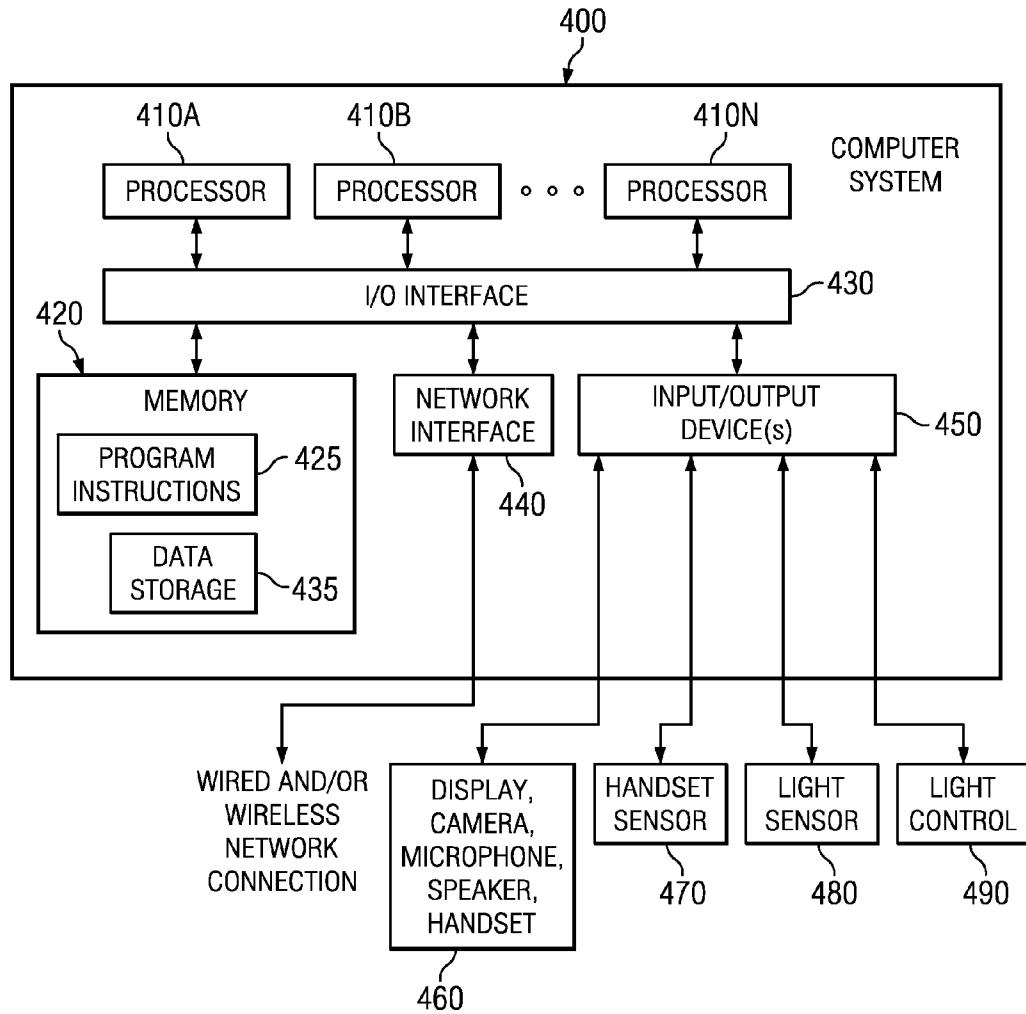 400
410A
410B
410N
COMPUTER
SYSTEM
PROCESSOR
PROCESSOR
PROCESSOR
I/O INTERFACE
430
420
MEMORY
NETWORK
INTERFACE
440
INPUT/OUTPUT
DEVICE(s)
450
PROGRAM
INSTRUCTIONS
425
DATA
STORAGE
435
WIRED AND/OR
WIRELESS
NETWORK
CONNECTION
DISPLAY,
CAMERA,
MICROPHONE,
SPEAKER,
HANDSET
460
HANDSET
SENSOR
470
LIGHT
SENSOR
480
LIGHT
CONTROL
490